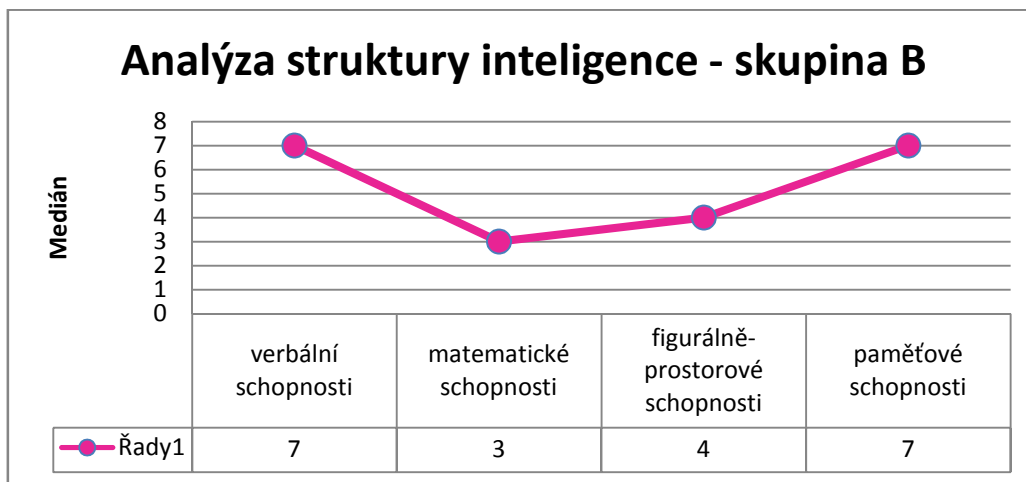 Analýza struktury inteligence - skupina B
Medián
8
7
6
5
4
3
2
1
0
verbální
schopnosti
matematické
schopnosti
figurálně-
prostorové
schopnosti
paměťové
schopnosti
Řady1 7 3 4 7